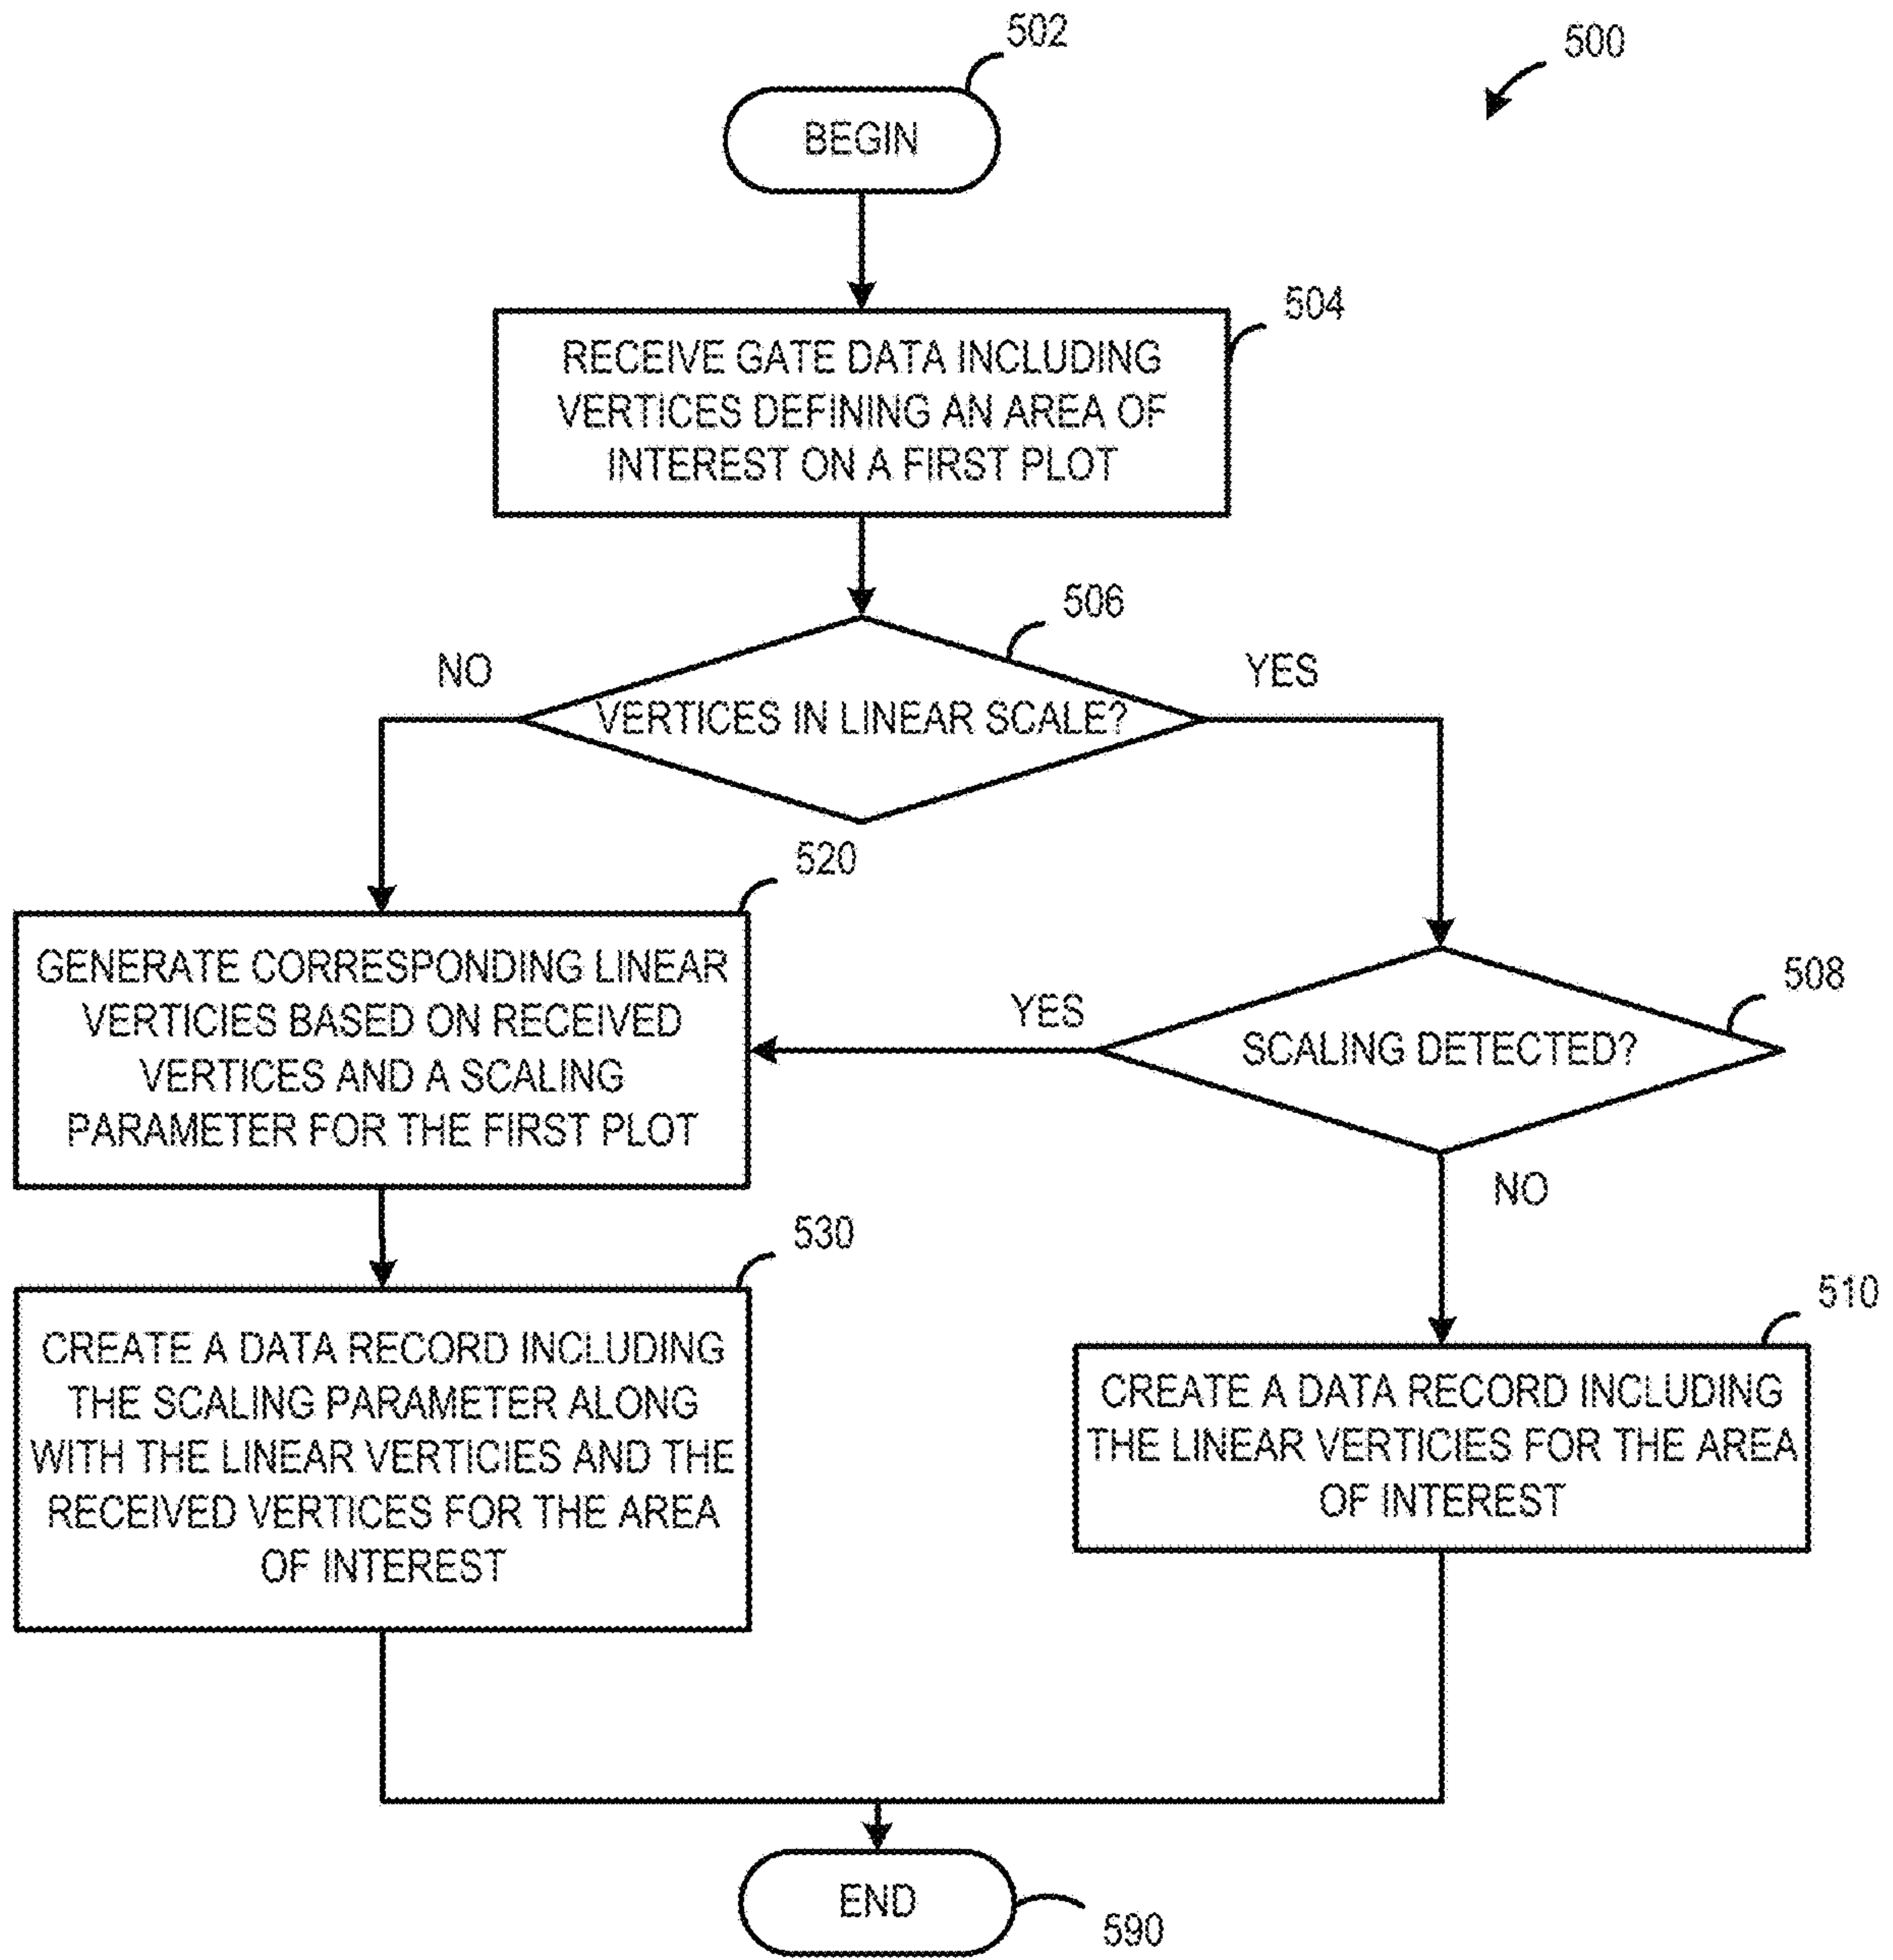 502
500
BEGIN
504
RECEIVE GATE DATA INCLUDING
VERTICES DEFINING AN AREA OF
INTEREST ON A FIRST PLOT
506
NO
YES
VERTICES IN LINEAR SCALE?
520
GENERATE CORRESPONDING LINEAR
VERTICIES BASED ON RECEIVED
VERTICES AND A SCALING
PARAMETER FOR THE FIRST PLOT
508
YES
SCALING DETECTED?
NO
530
CREATE A DATA RECORD INCLUDING
THE SCALING PARAMETER ALONG
WITH THE LINEAR VERTICIES AND THE
RECEIVED VERTICES FOR THE AREA
OF INTEREST
510
CREATE A DATA RECORD INCLUDING
THE LINEAR VERTICIES FOR THE AREA
OF INTEREST
END
590